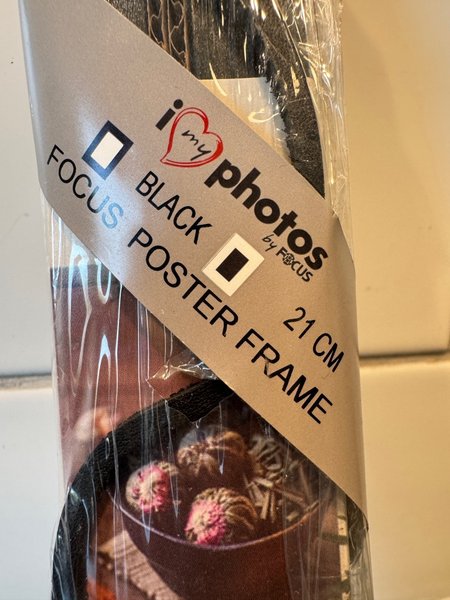 i my photos
by FOCUS
BLACK 21 CM
FOCUS POSTER FRAME